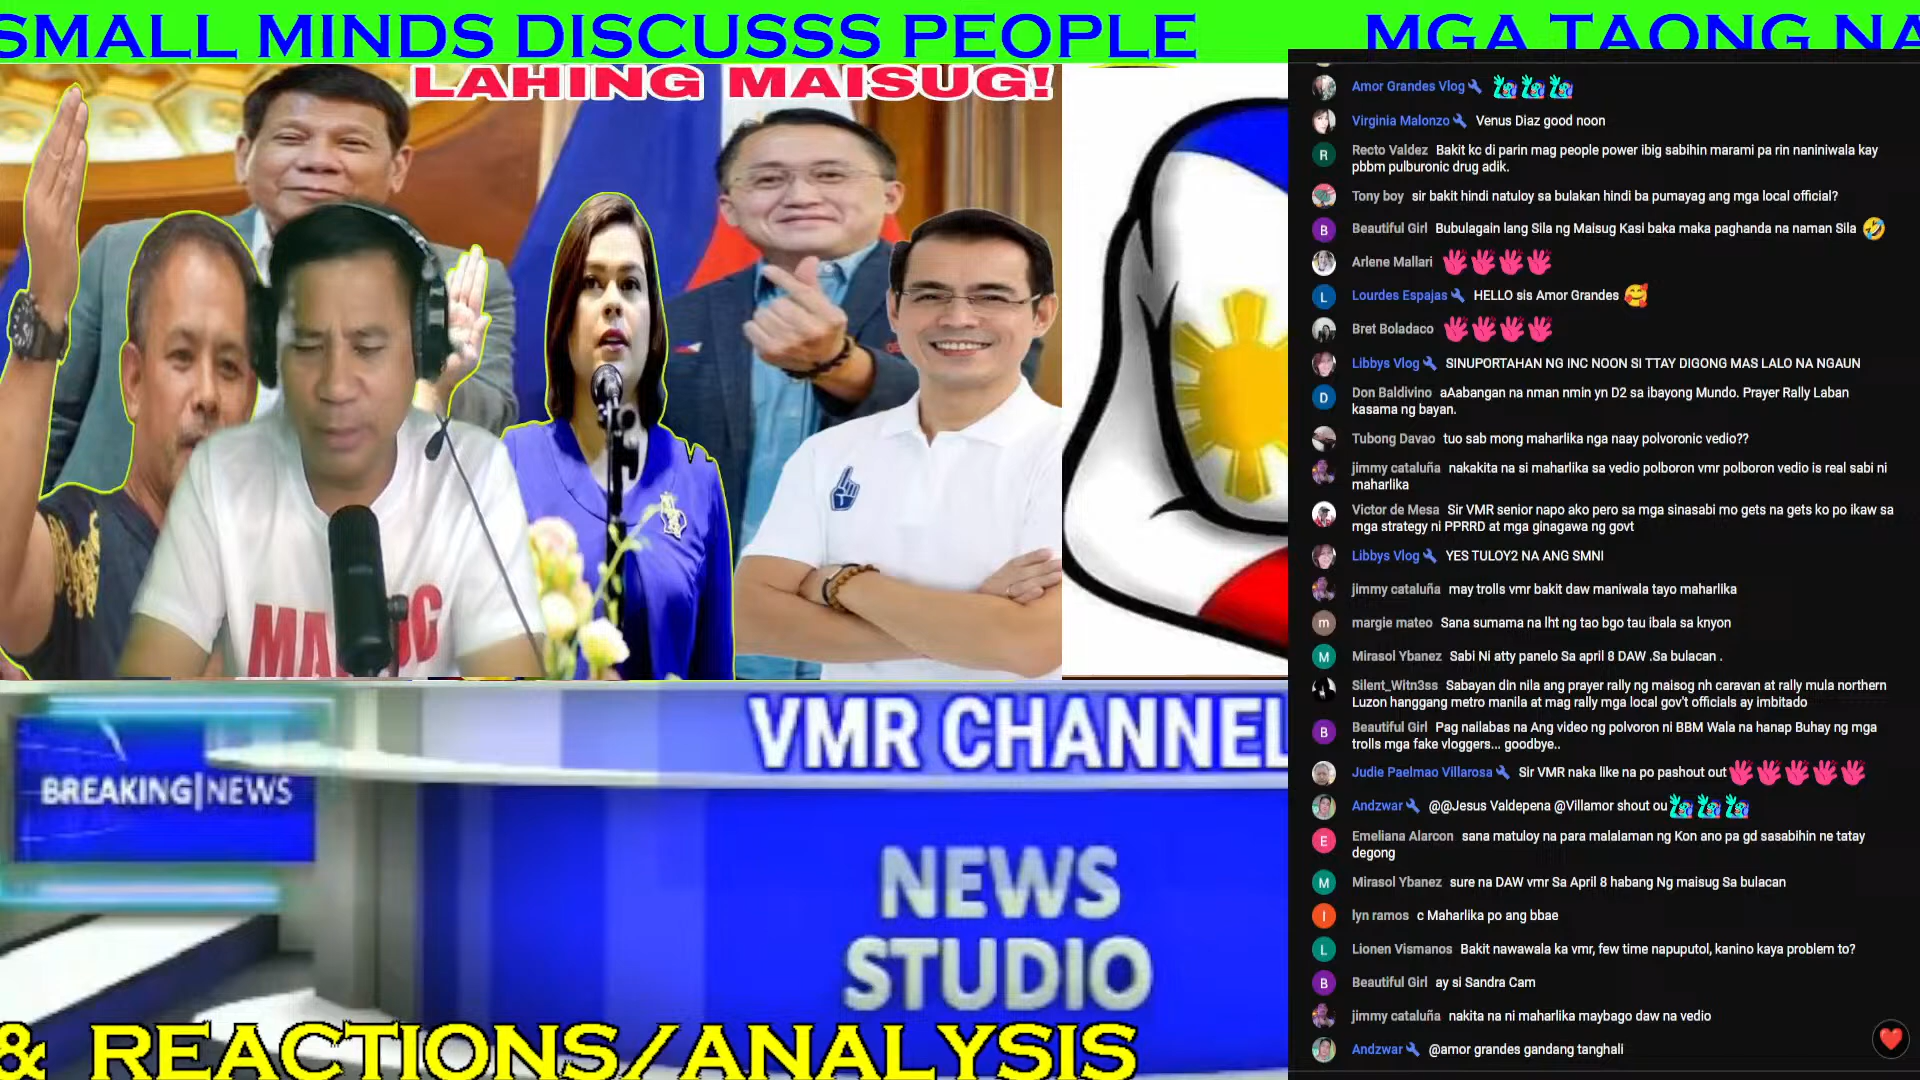 SMALL MINDS DISCUSSS PEOPLE
MGA TAONG NA
LAHING MAISUG!
VMR CHANNEL
BREAKING|NEWS
NEWS
STUDIO
& REACTIONS/ANALYSIS
Amor Grandes Vlog
Virginia Malonzo Venus Diaz good noon
Recto Valdez Bakit kc di parin mag people power ibig sabihin marami pa rin naniniwala kay
pbbm pulburonic drug adik.
Tony boy sir bakit hindi natuloy sa bulakan hindi ba pumayag ang mga local official?
Beautiful Girl Bubulagain lang Sila ng Maisug Kasi baka maka paghanda na naman Sila 🤣
Arlene Mallari
Lourdes Espajas HELLO sis Amor Grandes 🥰
Bret Boladaco
Libbys Vlog SINUPORTAHAN NG INC NOON SI TTAY DIGONG MAS LALO NA NGAUN
Don Baldivino aAabangan na nman nmin yn D2 sa ibayong Mundo. Prayer Rally Laban
kasama ng bayan.
Tubong Davao tuo sab mong maharlika nga naay polvoronic vedio??
jimmy cataluña nakakita na si maharlika sa vedio polboron vmr polboron vedio is real sabi ni
maharlika
Victor de Mesa Sir VMR senior napo ako pero sa mga sinasabi mo gets na gets ko po ikaw sa
mga strategy ni PPRRD at mga ginagawa ng govt
Libbys Vlog YES TULOY2 NA ANG SMNI
jimmy cataluña may trolls vmr bakit daw maniwala tayo maharlika
margie mateo Sana sumama na lht ng tao bgo tau ibala sa knyon
Mirasol Ybanez Sabi Ni atty panelo Sa april 8 DAW .Sa bulacan .
Silent_Witn3ss Sabayan din nila ang prayer rally ng maisog nh caravan at rally mula northern
Luzon hanggang metro manila at mag rally mga local gov't officials ay imbitado
Beautiful Girl Pag nailabas na Ang video ng polvoron ni BBM Wala na hanap Buhay ng mga
trolls mga fake vloggers... goodbye..
Judie Paelmao Villarosa Sir VMR naka like na po pashout out
Andzwar @@Jesus Valdepena @Villamor shout ou
Emeliana Alarcon sana matuloy na para malalaman ng Kon ano pa gd sasabihin ne tatay
degong
Mirasol Ybanez sure na DAW vmr Sa April 8 habang Ng maisug Sa bulacan
lyn ramos c Maharlika po ang bbae
Lionen Vismanos Bakit nawawala ka vmr, few time napuputol, kanino kaya problem to?
Beautiful Girl ay si Sandra Cam
jimmy cataluña nakita na ni maharlika maybago daw na vedio
Andzwar @amor grandes gandang tanghali